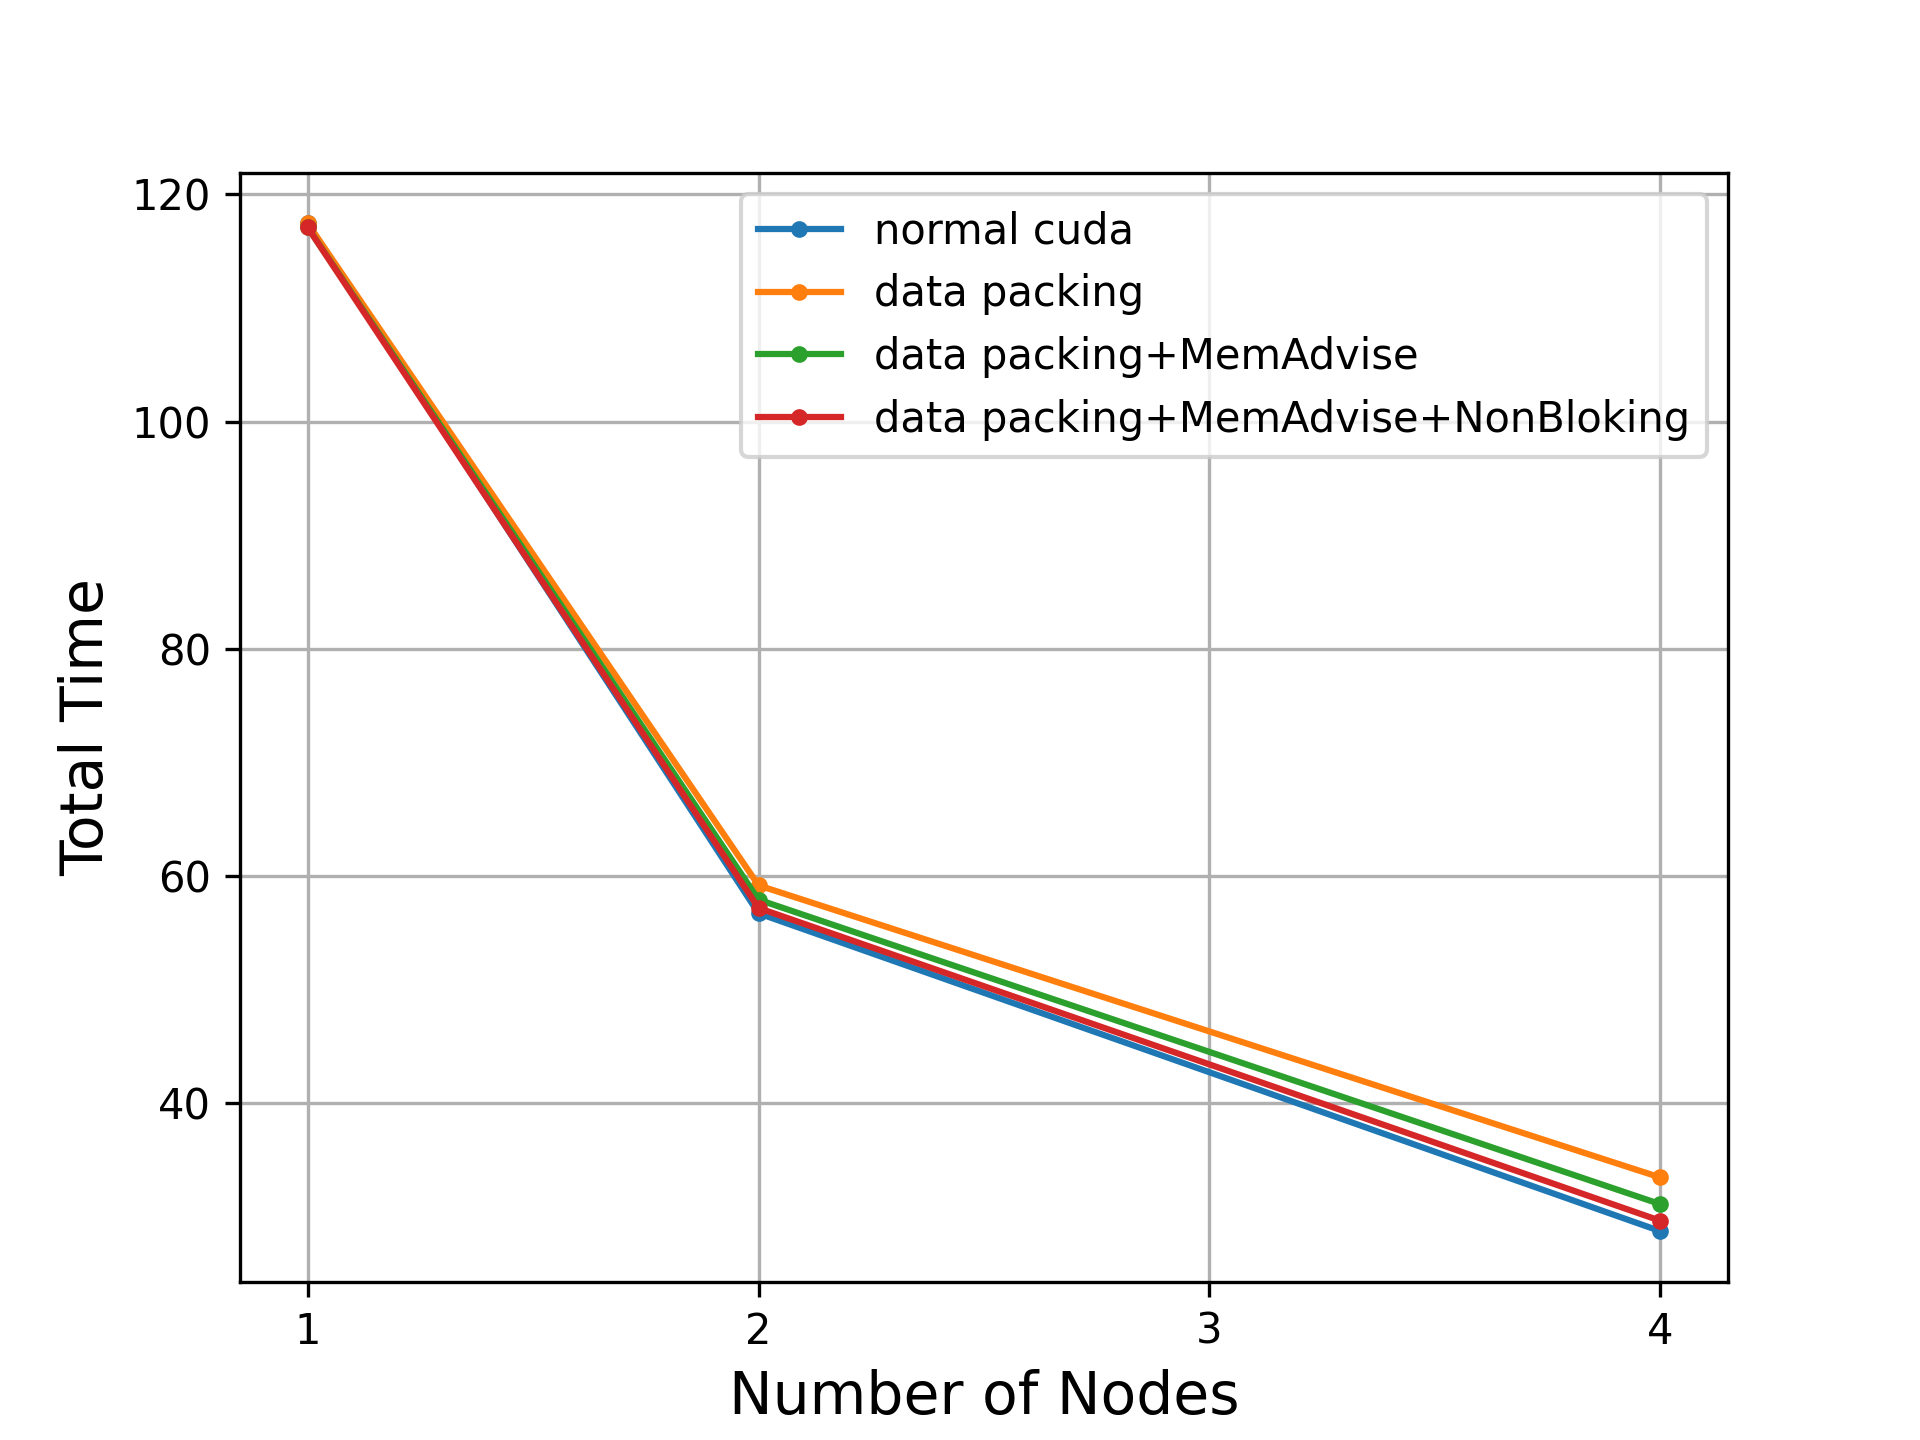 120
100
80
60
40
Total Time
normal cuda
data packing
data packing+MemAdvise
data packing+MemAdvise+NonBloking
1 2 3 4
Number of Nodes